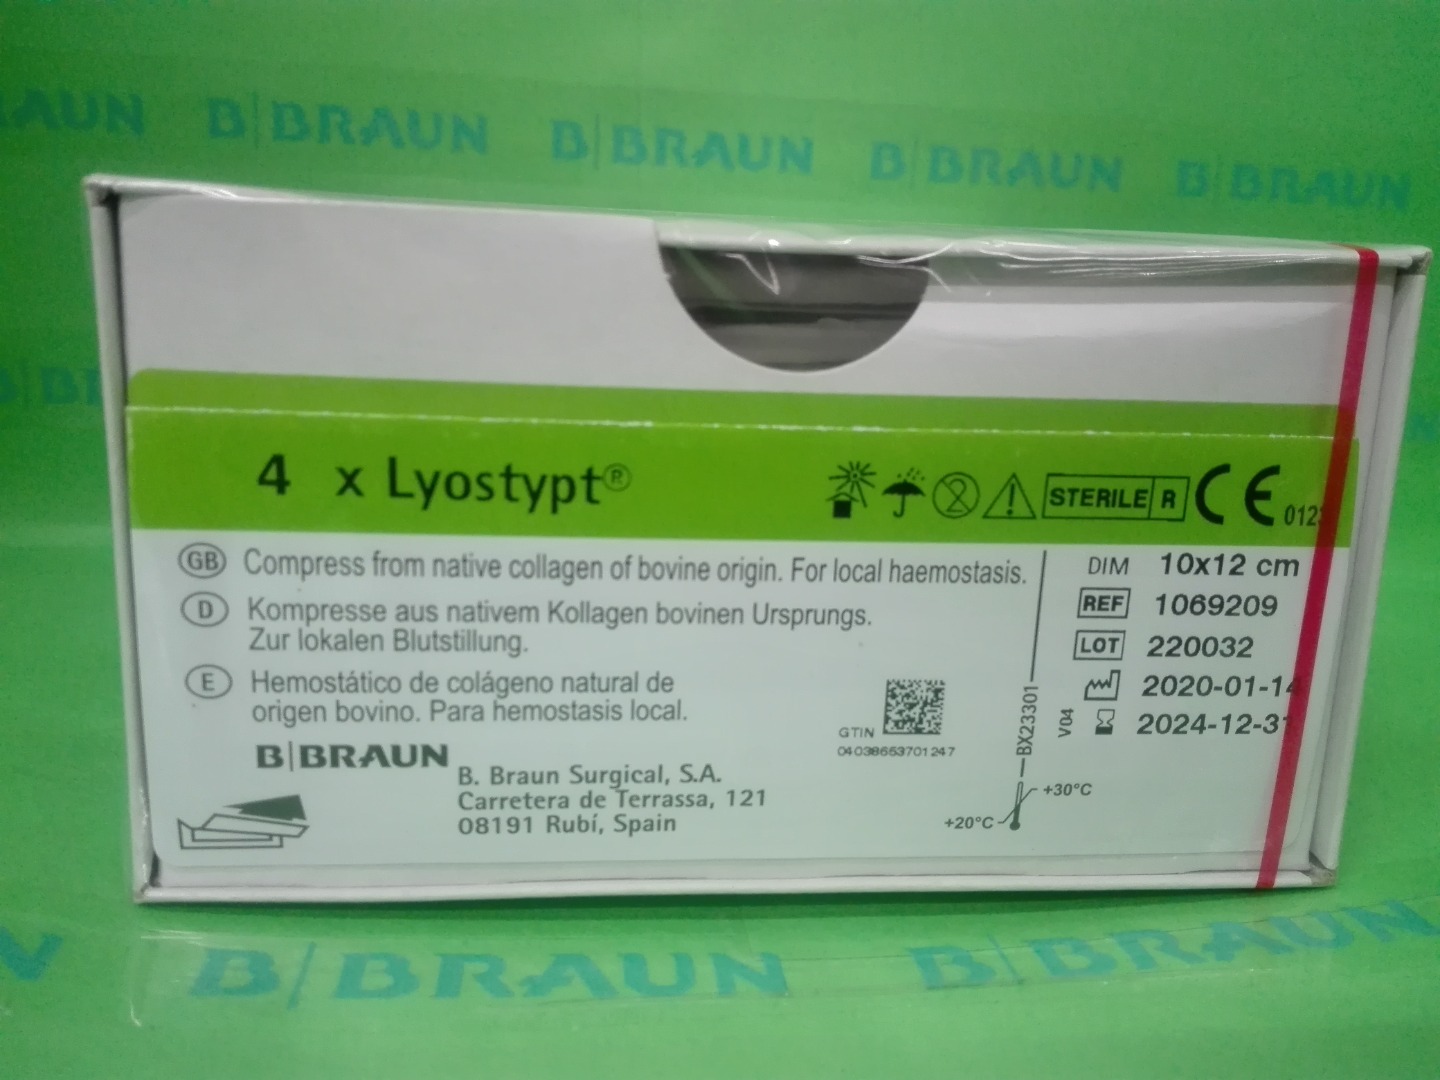 B|BRAUN B|BRAUN B|BRAUN B|BRAUN
4 x Lyostypt®
STERILE R CE
GB Compress from native collagen of bovine origin. For local haemostasis.
D Kompresse aus nativem Kollagen bovinen Ursprungs.
Zur lokalen Blutstillung.
E Hemostático de colágeno natural de
origen bovino. Para hemostasis local.
B|BRAUN
B. Braun Surgical, S.A.
Carretera de Terrassa, 121
08191 Rubí, Spain
GTIN
04038653701247
BX23301
V04
+30°C
+20°C
DIM 10x12 cm
REF 1069209
LOT 220032
2020-01-14
2024-12-31
B|BRAUN B|BRAUN